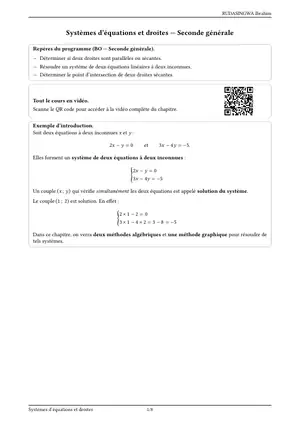 RUDASINGWA Ibrahim
Systèmes d'équations et droites — Seconde générale
Repères du programme (BO — Seconde générale).
— Déterminer si deux droites sont parallèles ou sécantes.
— Résoudre un système de deux équations linéaires à deux inconnues.
— Déterminer le point d'intersection de deux droites sécantes.
Tout le cours en vidéo.
Scanne le QR code pour accéder à la vidéo complète du chapitre.
Exemple d'introduction.
Soit deux équations à deux inconnues x et y :
2x − y = 0 et 3x − 4y = −5.
Elles forment un système de deux équations à deux inconnues :
{2x − y = 0
{3x − 4y = −5
Un couple (x ; y) qui vérifie simultanément les deux équations est appelé solution du système.
Le couple (1 ; 2) est solution. En effet :
{2 × 1 − 2 = 0
{3 × 1 − 4 × 2 = 3 − 8 = −5
Dans ce chapitre, on verra deux méthodes algébriques et une méthode graphique pour résoudre de
tels systèmes.
Systèmes d'équations et droites